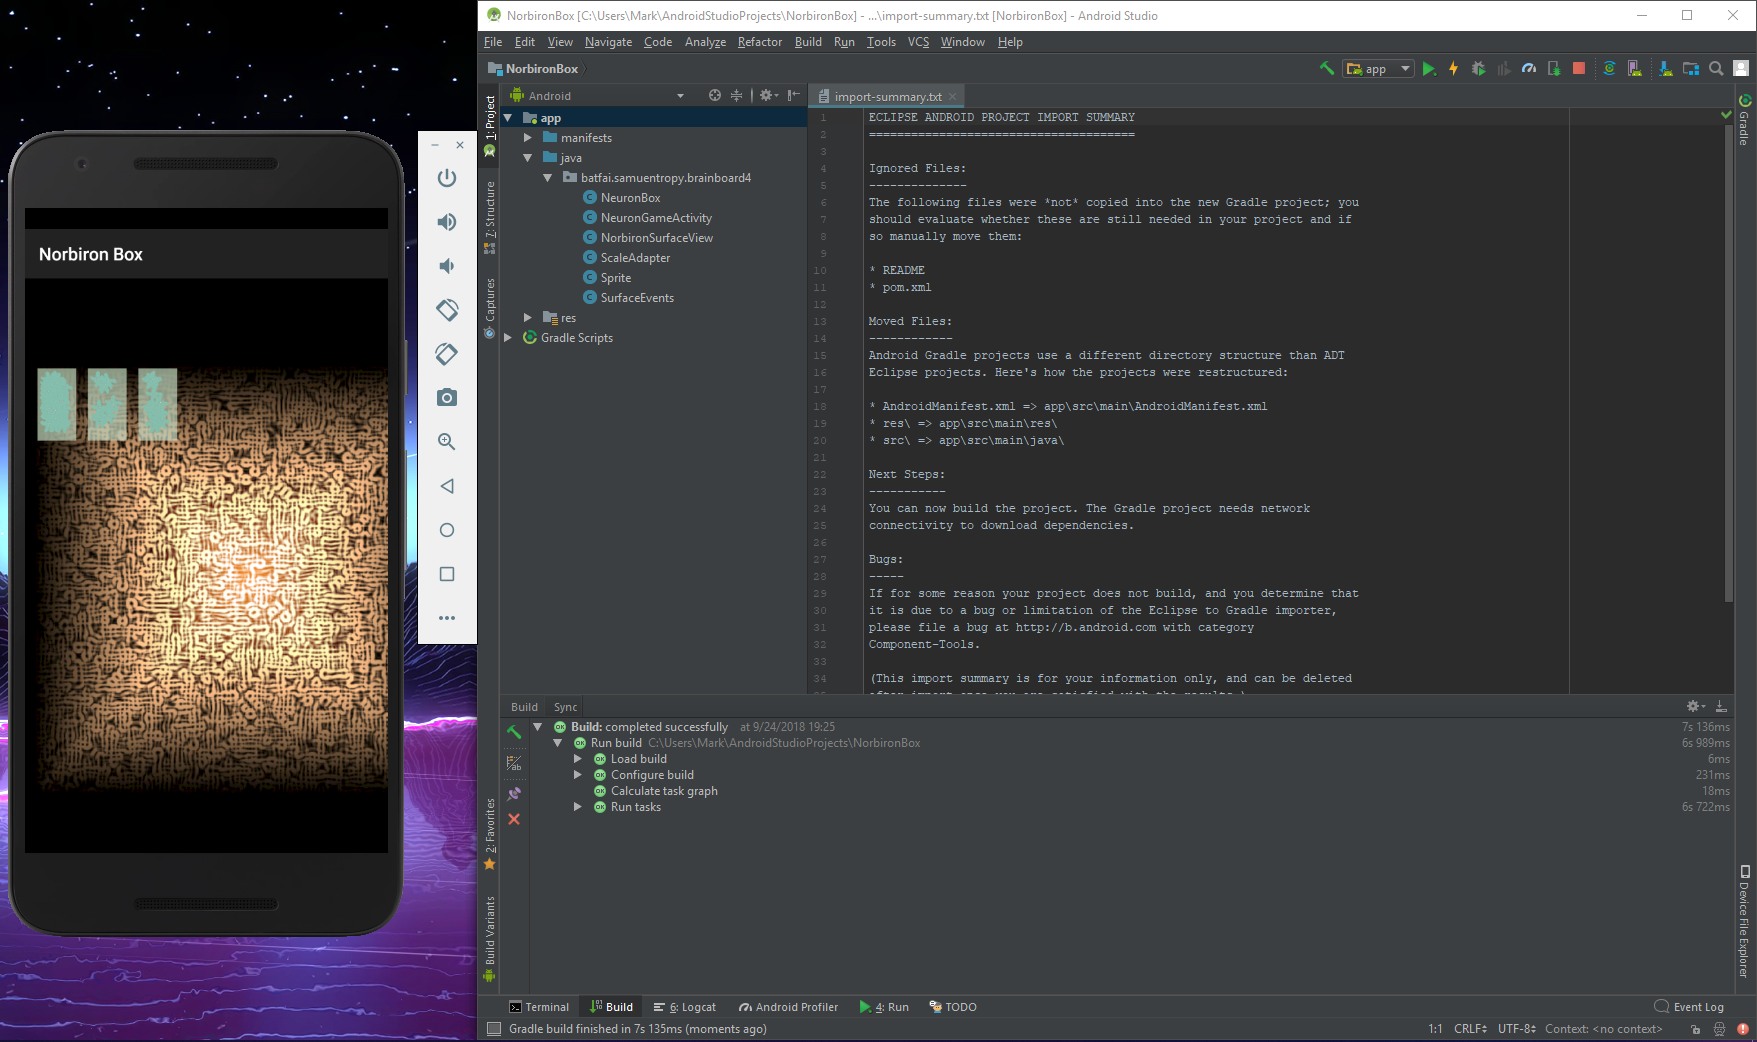 NorbironBox [C:\Users\Mark\AndroidStudioProjects\NorbironBox] - ...\import-summary.txt [NorbironBox] - Android Studio
File Edit View Navigate Code Analyze Refactor Build Run Tools VCS Window Help
NorbironBox
app
Android
import-summary.txt
1: Project
7: Structure
Captures
2: Favorites
Build Variants
app
manifests
java
batfai.samuentropy.brainboard4
NeuronBox
NeuronGameActivity
NorbironSurfaceView
ScaleAdapter
Sprite
SurfaceEvents
res
Gradle Scripts
Norbiron Box
1 ECLIPSE ANDROID PROJECT IMPORT SUMMARY
2 ======================================
3
4 Ignored Files:
5 --------------
6 The following files were *not* copied into the new Gradle project; you
7 should evaluate whether these are still needed in your project and if
8 so manually move them:
9
10 * README
11 * pom.xml
12
13 Moved Files:
14 ------------
15 Android Gradle projects use a different directory structure than ADT
16 Eclipse projects. Here's how the projects were restructured:
17
18 * AndroidManifest.xml => app\src\main\AndroidManifest.xml
19 * res\ => app\src\main\res\
20 * src\ => app\src\main\java\
21
22 Next Steps:
23 -----------
24 You can now build the project. The Gradle project needs network
25 connectivity to download dependencies.
26
27 Bugs:
28 -----
29 If for some reason your project does not build, and you determine that
30 it is due to a bug or limitation of the Eclipse to Gradle importer,
31 please file a bug at http://b.android.com with category
32 Component-Tools.
33
34 (This import summary is for your information only, and can be deleted
Gradle
Device File Explorer
Build Sync
Build: completed successfully at 9/24/2018 19:25 7s 136ms
Run build C:\Users\Mark\AndroidStudioProjects\NorbironBox 6s 989ms
Load build 6ms
Configure build 231ms
Calculate task graph 18ms
Run tasks 6s 722ms
Terminal Build 6: Logcat Android Profiler 4: Run TODO Event Log
Gradle build finished in 7s 135ms (moments ago) 1:1 CRLF UTF-8 Context: <no context>